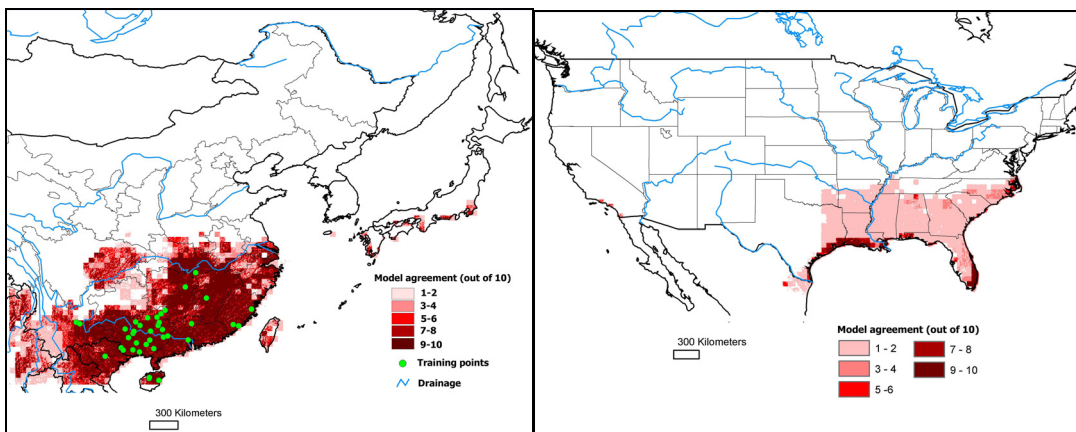 Model agreement (out of 10)
1-2
3-4
5-6
7-8
9-10
Training points
Drainage
300 Kilometers
300 Kilometers
Model agreement (out of 10)
1 - 2
3 - 4
5 -6
7 - 8
9 - 10